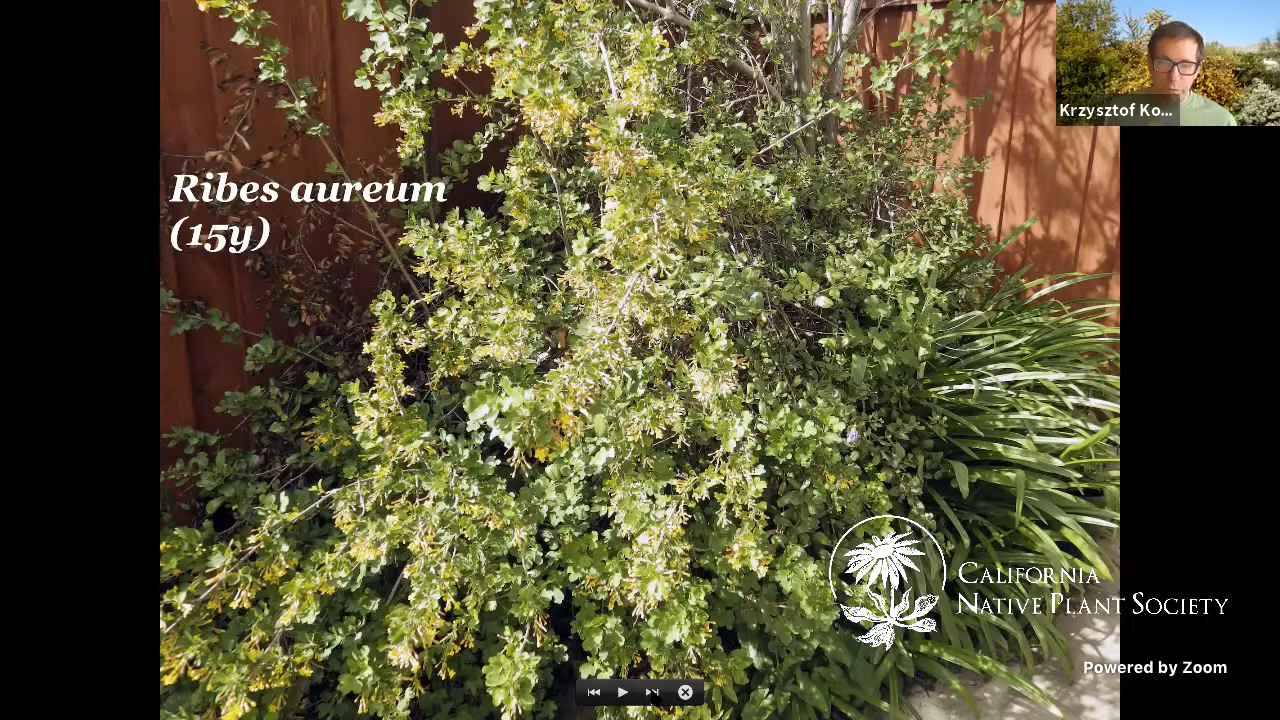 Krzysztof Ko...
Ribes aureum
(15y)
CALIFORNIA
NATIVE PLANT SOCIETY
Powered by Zoom